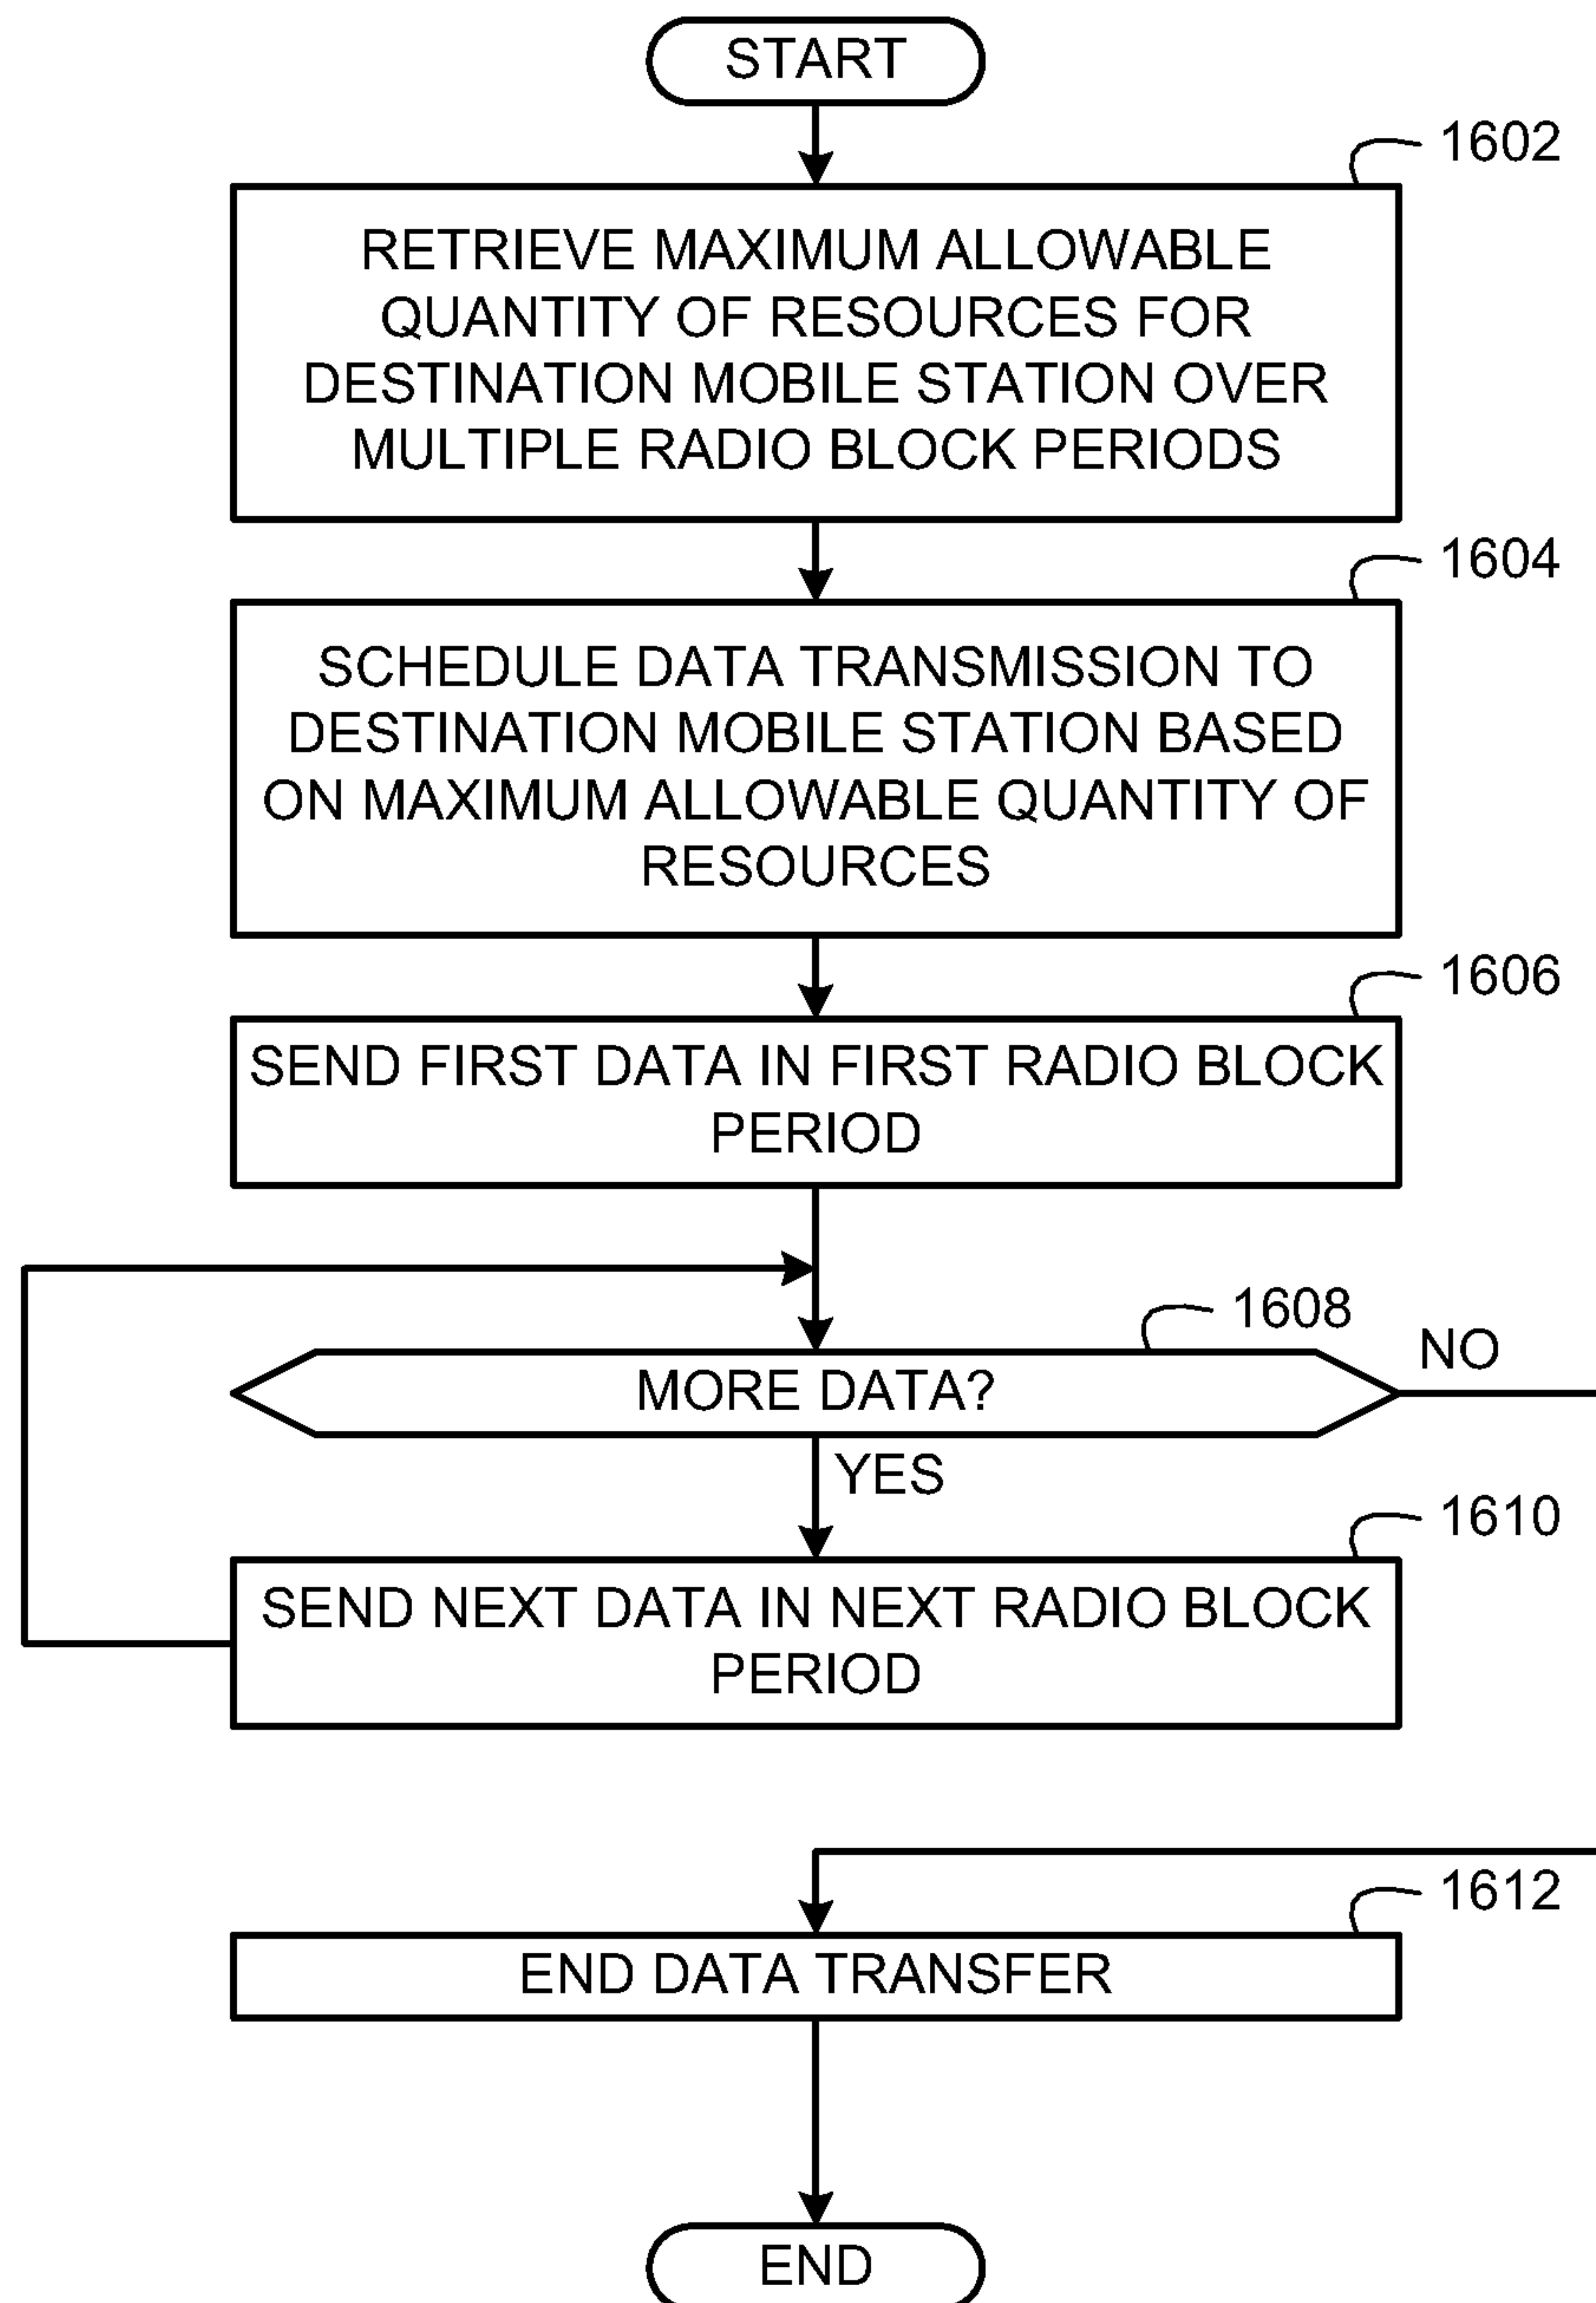 START
1602
RETRIEVE MAXIMUM ALLOWABLE
QUANTITY OF RESOURCES FOR
DESTINATION MOBILE STATION OVER
MULTIPLE RADIO BLOCK PERIODS
1604
SCHEDULE DATA TRANSMISSION TO
DESTINATION MOBILE STATION BASED
ON MAXIMUM ALLOWABLE QUANTITY OF
RESOURCES
1606
SEND FIRST DATA IN FIRST RADIO BLOCK
PERIOD
1608
NO
MORE DATA?
YES
1610
SEND NEXT DATA IN NEXT RADIO BLOCK
PERIOD
1612
END DATA TRANSFER
END